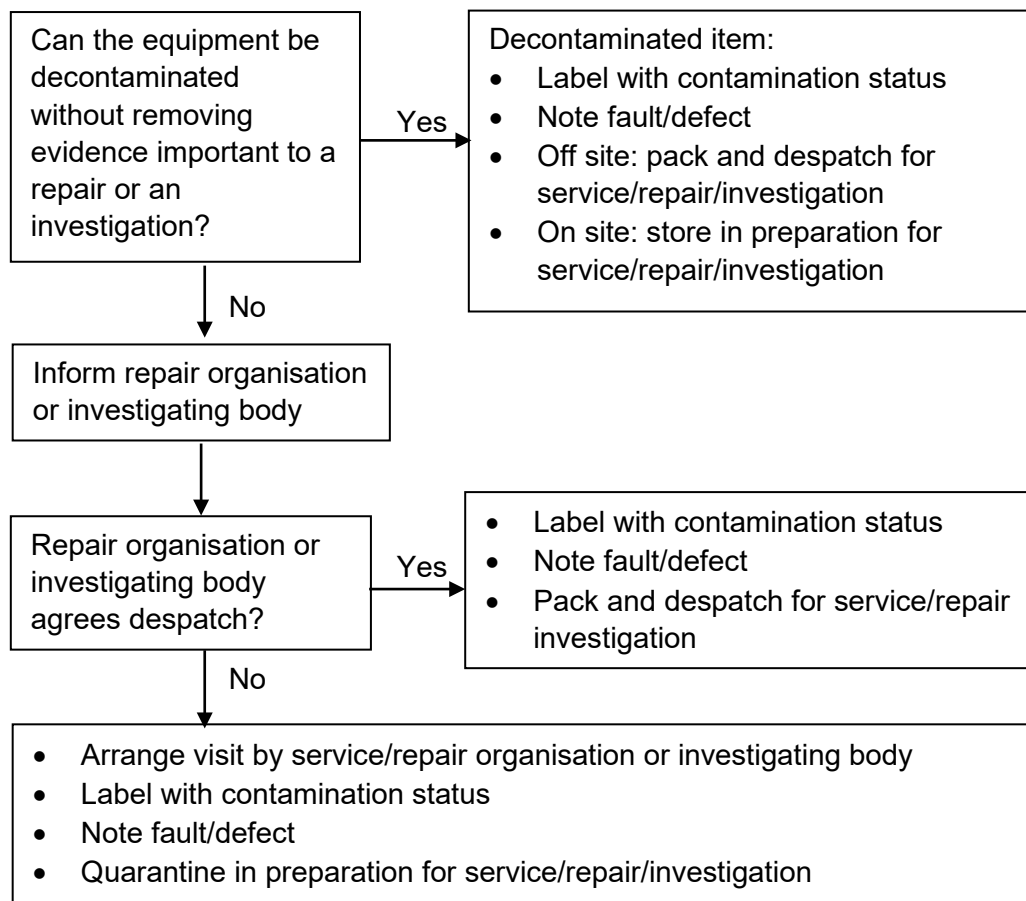 Can the equipment be
decontaminated
without removing
evidence important to a
repair or an
investigation?
Yes
Decontaminated item:
• Label with contamination status
• Note fault/defect
• Off site: pack and despatch for
service/repair/investigation
• On site: store in preparation for
service/repair/investigation
No
Inform repair organisation
or investigating body
Repair organisation or
investigating body
agrees despatch?
Yes
• Label with contamination status
• Note fault/defect
• Pack and despatch for service/repair
investigation
No
• Arrange visit by service/repair organisation or investigating body
• Label with contamination status
• Note fault/defect
• Quarantine in preparation for service/repair/investigation